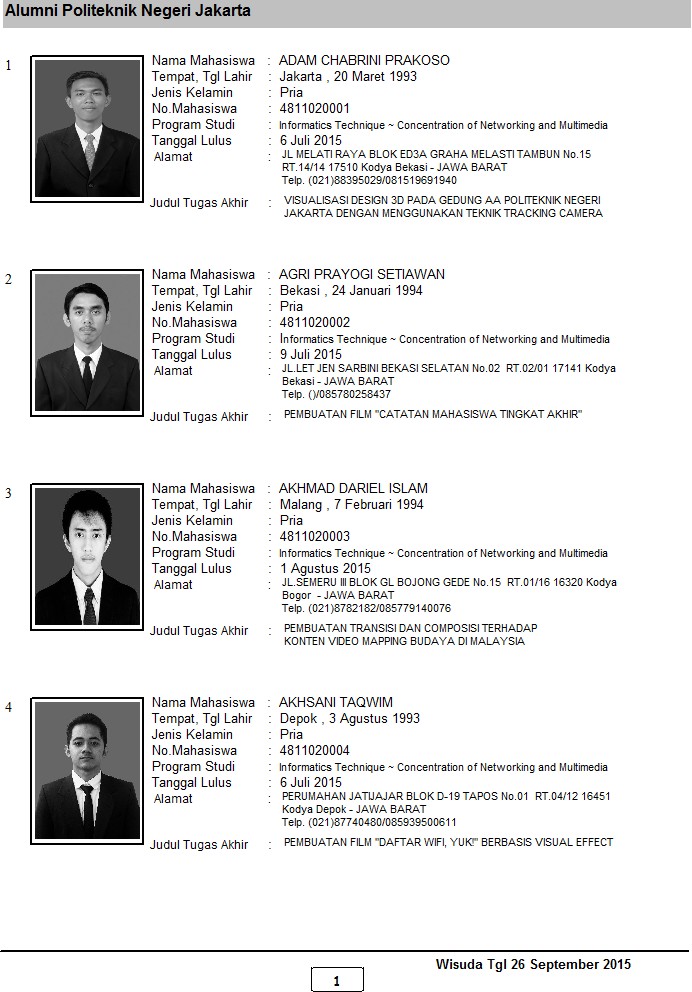 Alumni Politeknik Negeri Jakarta
1
Nama Mahasiswa : ADAM CHABRINI PRAKOSO
Tempat, Tgl Lahir : Jakarta , 20 Maret 1993
Jenis Kelamin : Pria
No.Mahasiswa : 4811020001
Program Studi : Informatics Technique ~ Concentration of Networking and Multimedia
Tanggal Lulus : 6 Juli 2015
Alamat : JL MELATI RAYA BLOK ED3A GRAHA MELASTI TAMBUN No.15
RT.14/14 17510 Kodya Bekasi - JAWA BARAT
Telp. (021)88395029/081519691940
Judul Tugas Akhir : VISUALISASI DESIGN 3D PADA GEDUNG AA POLITEKNIK NEGERI
JAKARTA DENGAN MENGGUNAKAN TEKNIK TRACKING CAMERA
2
Nama Mahasiswa : AGRI PRAYOGI SETIAWAN
Tempat, Tgl Lahir : Bekasi , 24 Januari 1994
Jenis Kelamin : Pria
No.Mahasiswa : 4811020002
Program Studi : Informatics Technique ~ Concentration of Networking and Multimedia
Tanggal Lulus : 9 Juli 2015
Alamat : JL.LET JEN SARBINI BEKASI SELATAN No.02 RT.02/01 17141 Kodya
Bekasi - JAWA BARAT
Telp. ()/085780258437
Judul Tugas Akhir : PEMBUATAN FILM "CATATAN MAHASISWA TINGKAT AKHIR"
3
Nama Mahasiswa : AKHMAD DARIEL ISLAM
Tempat, Tgl Lahir : Malang , 7 Februari 1994
Jenis Kelamin : Pria
No.Mahasiswa : 4811020003
Program Studi : Informatics Technique ~ Concentration of Networking and Multimedia
Tanggal Lulus : 1 Agustus 2015
Alamat : JL.SEMERU III BLOK GL BOJONG GEDE No.15 RT.01/16 16320 Kodya
Bogor - JAWA BARAT
Telp. (021)8782182/085779140076
Judul Tugas Akhir : PEMBUATAN TRANSISI DAN COMPOSISI TERHADAP
KONTEN VIDEO MAPPING BUDAYA DI MALAYSIA
4
Nama Mahasiswa : AKHSANI TAQWIM
Tempat, Tgl Lahir : Depok , 3 Agustus 1993
Jenis Kelamin : Pria
No.Mahasiswa : 4811020004
Program Studi : Informatics Technique ~ Concentration of Networking and Multimedia
Tanggal Lulus : 6 Juli 2015
Alamat : PERUMAHAN JATIJAJAR BLOK D-19 TAPOS No.01 RT.04/12 16451
Kodya Depok - JAWA BARAT
Telp. (021)87740480/085939500611
Judul Tugas Akhir : PEMBUATAN FILM "DAFTAR WIFI, YUK!" BERBASIS VISUAL EFFECT
Wisuda Tgl 26 September 2015
1